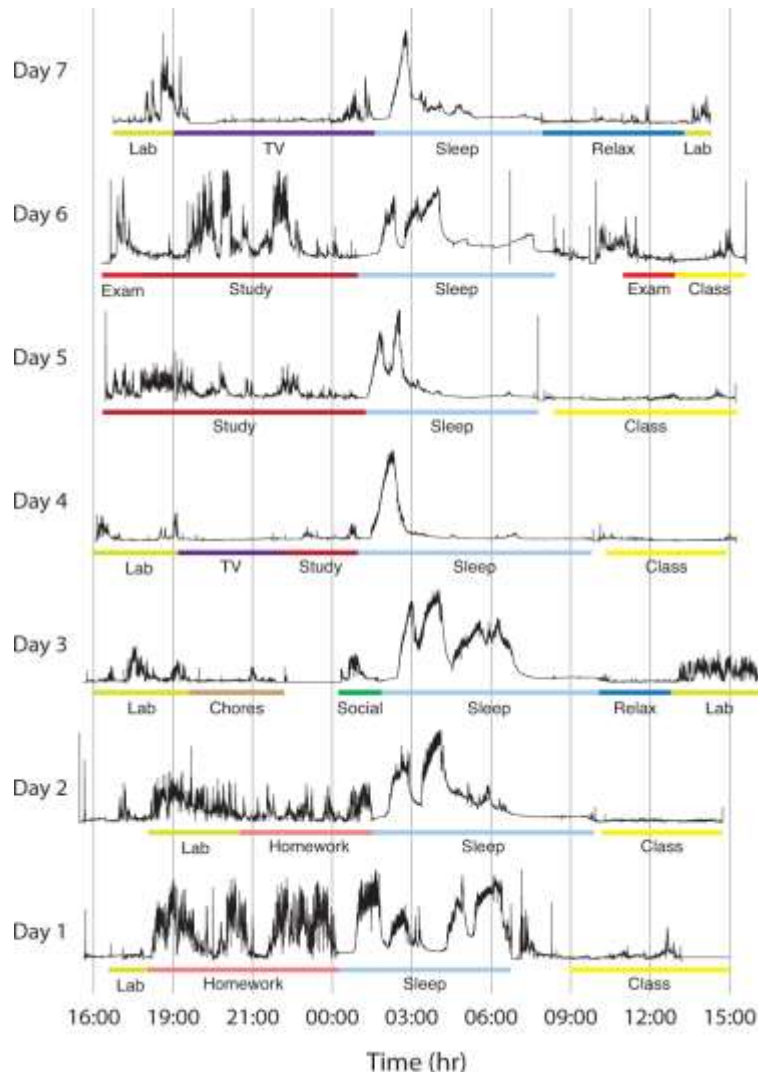 Day 7
Lab TV Sleep Relax Lab
Day 6
Exam Study Sleep Exam Class
Day 5
Study Sleep Class
Day 4
Lab TV Study Sleep Class
Day 3
Lab Chores Social Sleep Relax Lab
Day 2
Lab Homework Sleep Class
Day 1
Lab Homework Sleep Class
16:00 19:00 21:00 00:00 03:00 06:00 09:00 12:00 15:00
Time (hr)